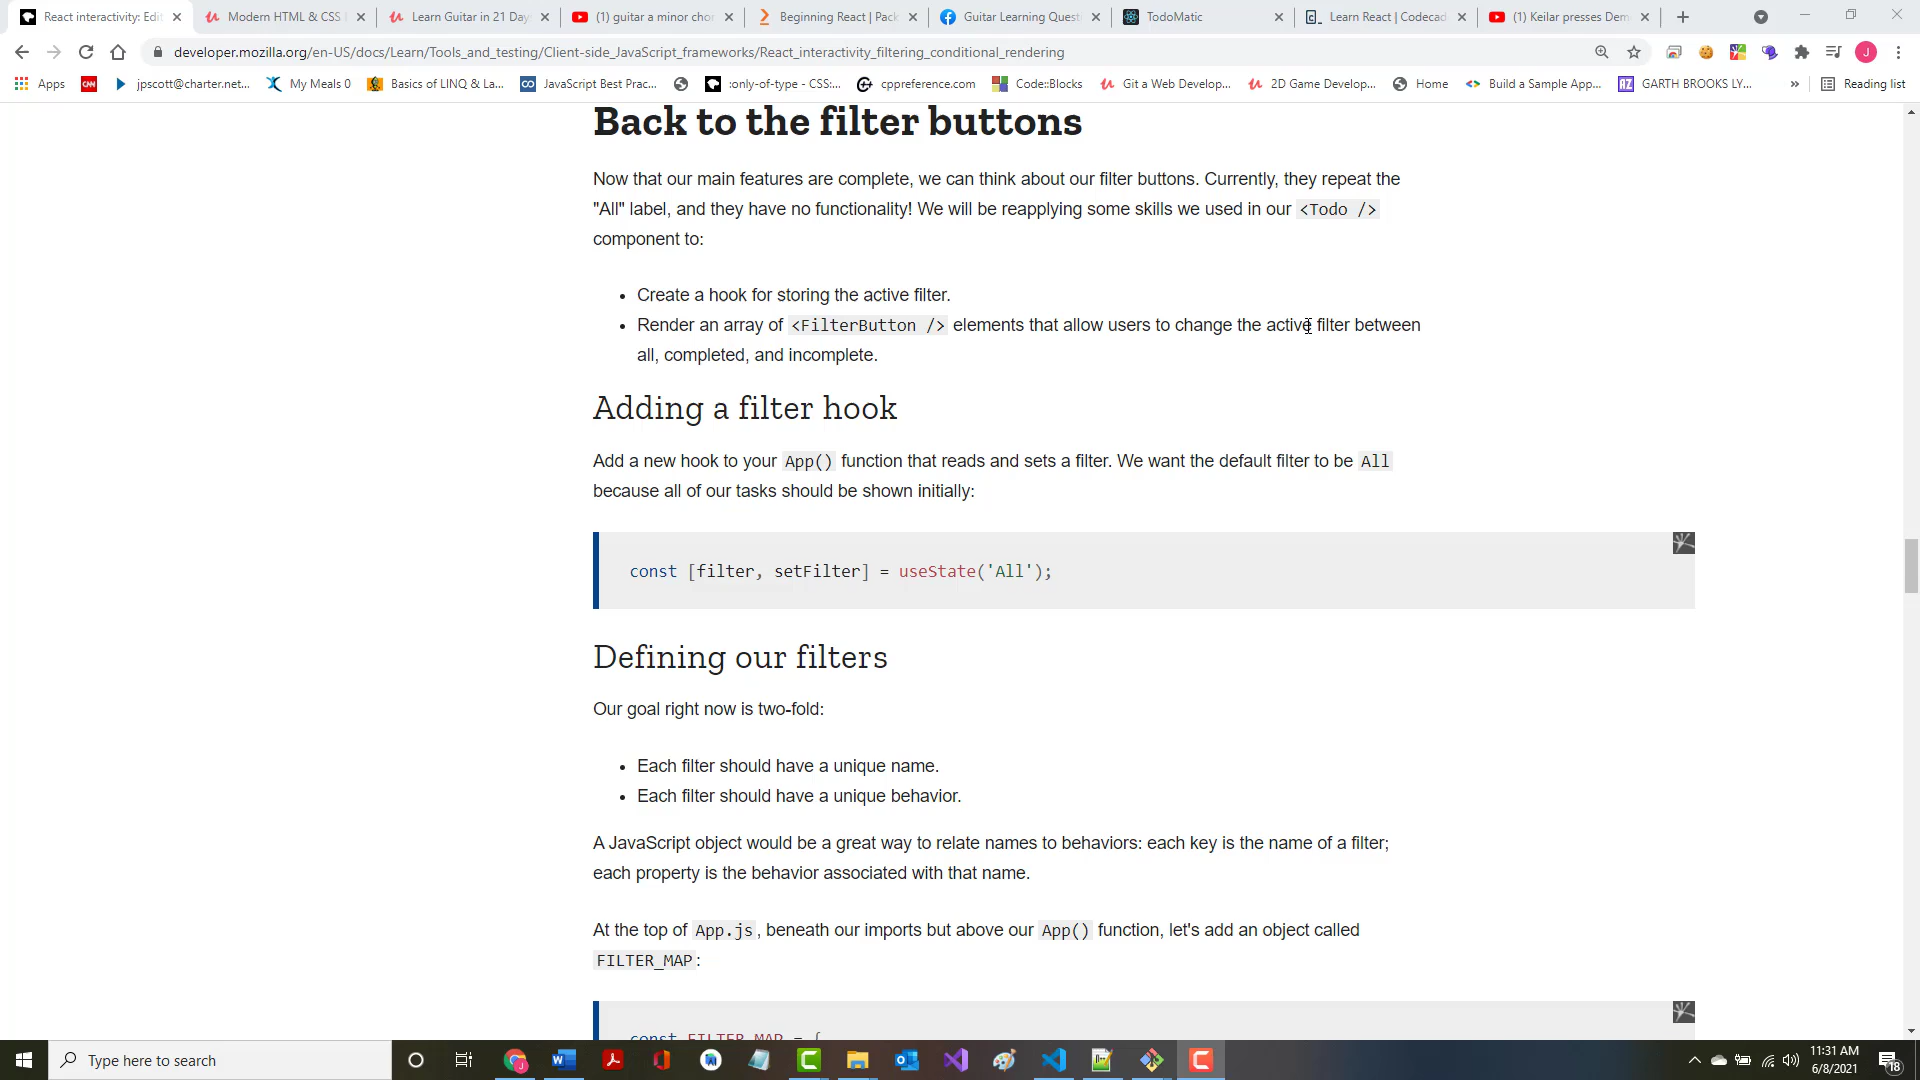 React interactivity: Edi
Modern HTML & CSS
Learn Guitar in 21 Day
(1) guitar a minor chor
Beginning React | Pack
Guitar Learning Quest
TodoMatic
Learn React | Codecad
(1) Keilar presses Dem
developer.mozilla.org/en-US/docs/Learn/Tools_and_testing/Client-side_JavaScript_frameworks/React_interactivity_filtering_conditional_rendering
J
Apps
CNN
jpscott@charter.net...
My Meals 0
Basics of LINQ & La...
JavaScript Best Prac...
:only-of-type - CSS:...
cppreference.com
Code::Blocks
Git a Web Develop...
2D Game Develop...
Home
Build a Sample App...
AZ
GARTH BROOKS LY...
»
Reading list
Back to the filter buttons
Now that our main features are complete, we can think about our filter buttons. Currently, they repeat the
"All" label, and they have no functionality! We will be reapplying some skills we used in our <Todo />
component to:
• Create a hook for storing the active filter.
• Render an array of <FilterButton /> elements that allow users to change the active filter between
all, completed, and incomplete.
Adding a filter hook
Add a new hook to your App() function that reads and sets a filter. We want the default filter to be All
because all of our tasks should be shown initially:
const [filter, setFilter] = useState('All');
Defining our filters
Our goal right now is two-fold:
• Each filter should have a unique name.
• Each filter should have a unique behavior.
A JavaScript object would be a great way to relate names to behaviors: each key is the name of a filter;
each property is the behavior associated with that name.
At the top of App.js, beneath our imports but above our App() function, let's add an object called
FILTER_MAP:
const FILTER_MAP = {
Type here to search
11:31 AM
6/8/2021
18